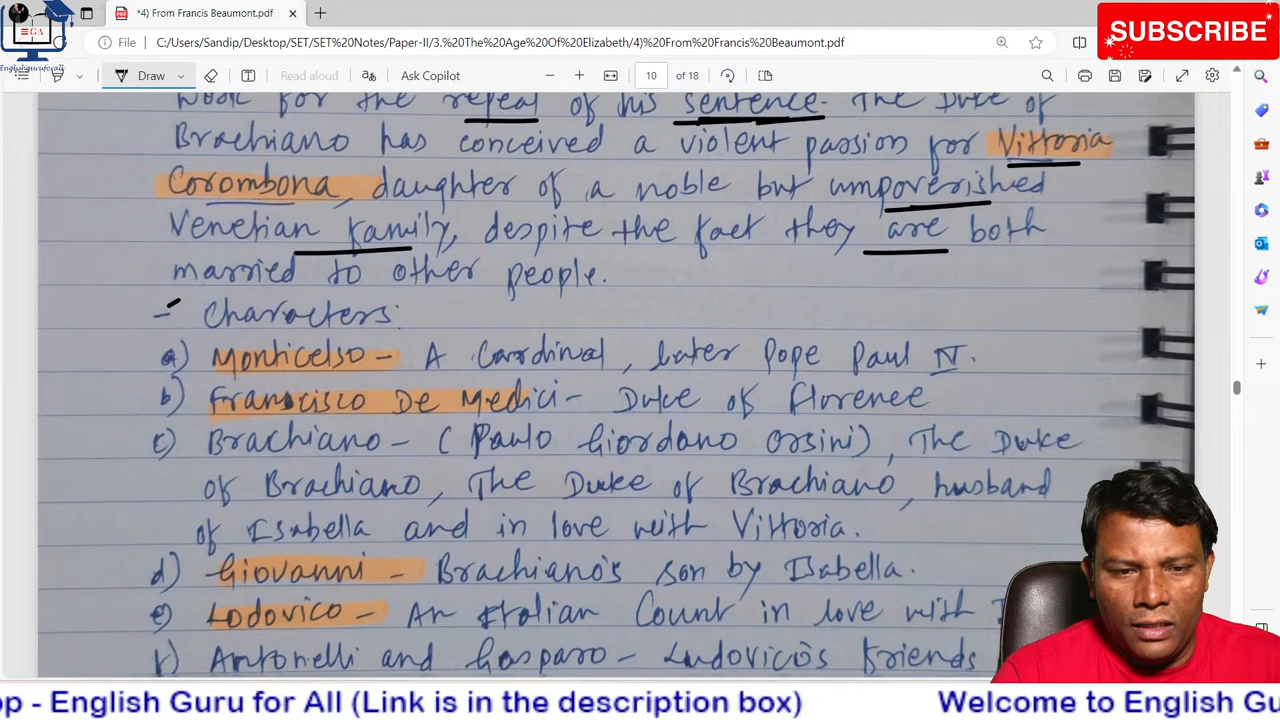 *4) From Francis Beaumont.pdf
File C:/Users/Sandip/Desktop/SET/SET%20Notes/Paper-II/3.%20The%20Age%20Of%20Elizabeth/4)%20From%20Francis%20Beaumont.pdf
SUBSCRIBE
EGA
Englishguruforall
Draw Read aloud Ask Copilot 10 of 18
work for the repeal of his sentence. The Duke of
Brachiano has conceived a violent passion for Vittoria
Corombona, daughter of a noble but umpoverished
Venetian family, despite the fact they are both
married to other people.
- Characters:
a) Monticelso - A Cardinal, later Pope Paul IV.
b) Francisco De Medici - Duke of Florence
c) Brachiano - (Paulo Giordano Orsini), The Duke
of Brachiano, The Duke of Brachiano, husband
of Isabella and in love with Vittoria.
d) Giovanni - Brachiano's son by Isabella.
e) Lodovico - An Italian Count in love with
f) Antonelli and Gasparo - Ludovico's friends
op - English Guru for All (Link is in the description box) Welcome to English Gu